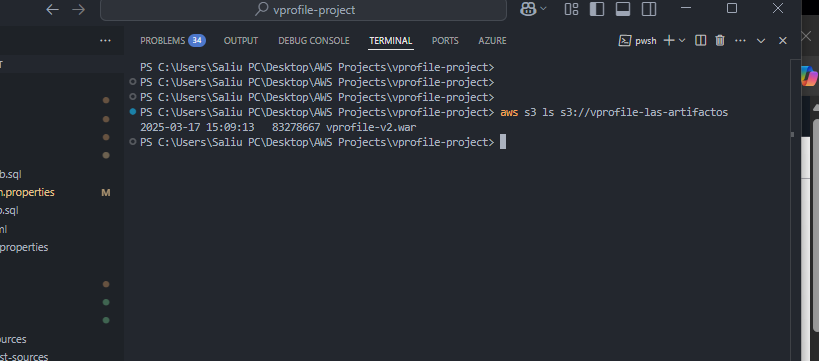 vprofile-project
PROBLEMS 34 OUTPUT DEBUG CONSOLE TERMINAL PORTS AZURE
pwsh
PS C:\Users\Saliu PC\Desktop\AWS Projects\vprofile-project>
PS C:\Users\Saliu PC\Desktop\AWS Projects\vprofile-project>
PS C:\Users\Saliu PC\Desktop\AWS Projects\vprofile-project>
PS C:\Users\Saliu PC\Desktop\AWS Projects\vprofile-project> aws s3 ls s3://vprofile-las-artifactos
2025-03-17 15:09:13   83278667 vprofile-v2.war
PS C:\Users\Saliu PC\Desktop\AWS Projects\vprofile-project>
b.sql
n.properties M
o.sql
ml
properties
ources
st-sources